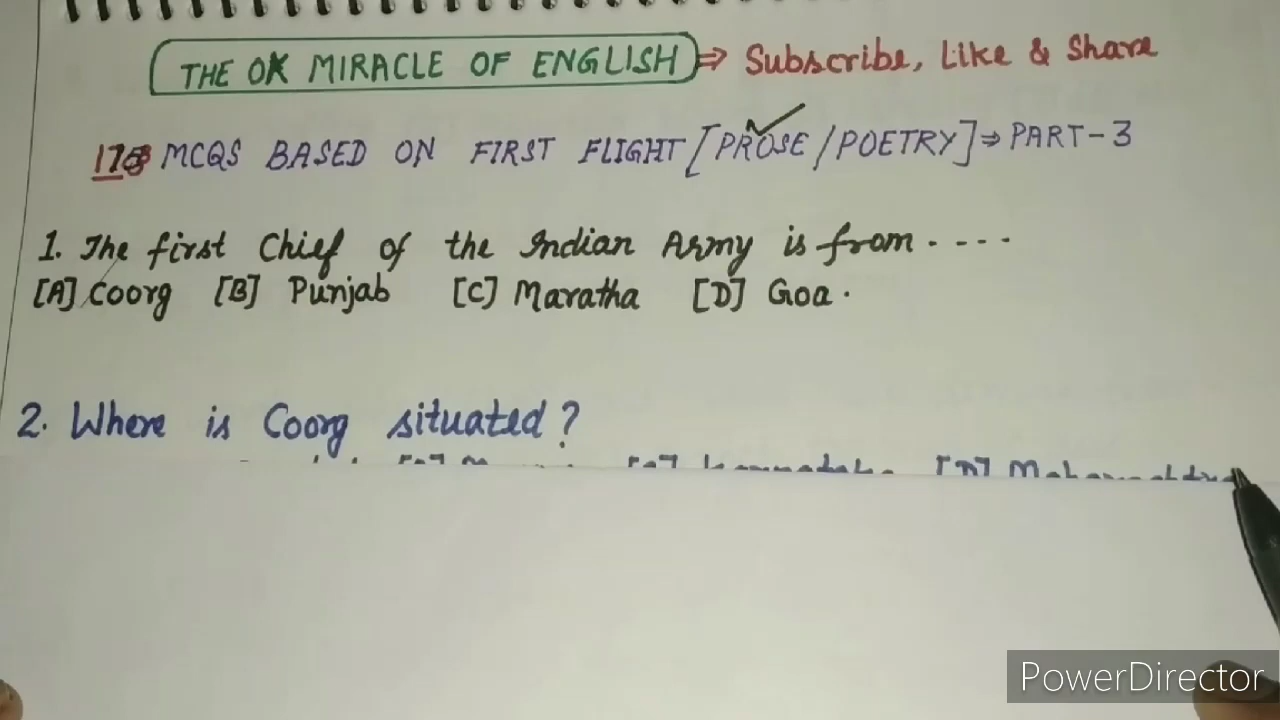 THE OK MIRACLE OF ENGLISH ⇒ Subscribe, Like & Share
MCQS BASED ON FIRST FLIGHT [PROSE/POETRY] ⇒ PART-3
1. The first Chief of the Indian Army is from ----
[A] Coorg [B] Punjab [C] Maratha [D] Goa.
2. Where is Coorg situated?
PowerDirector